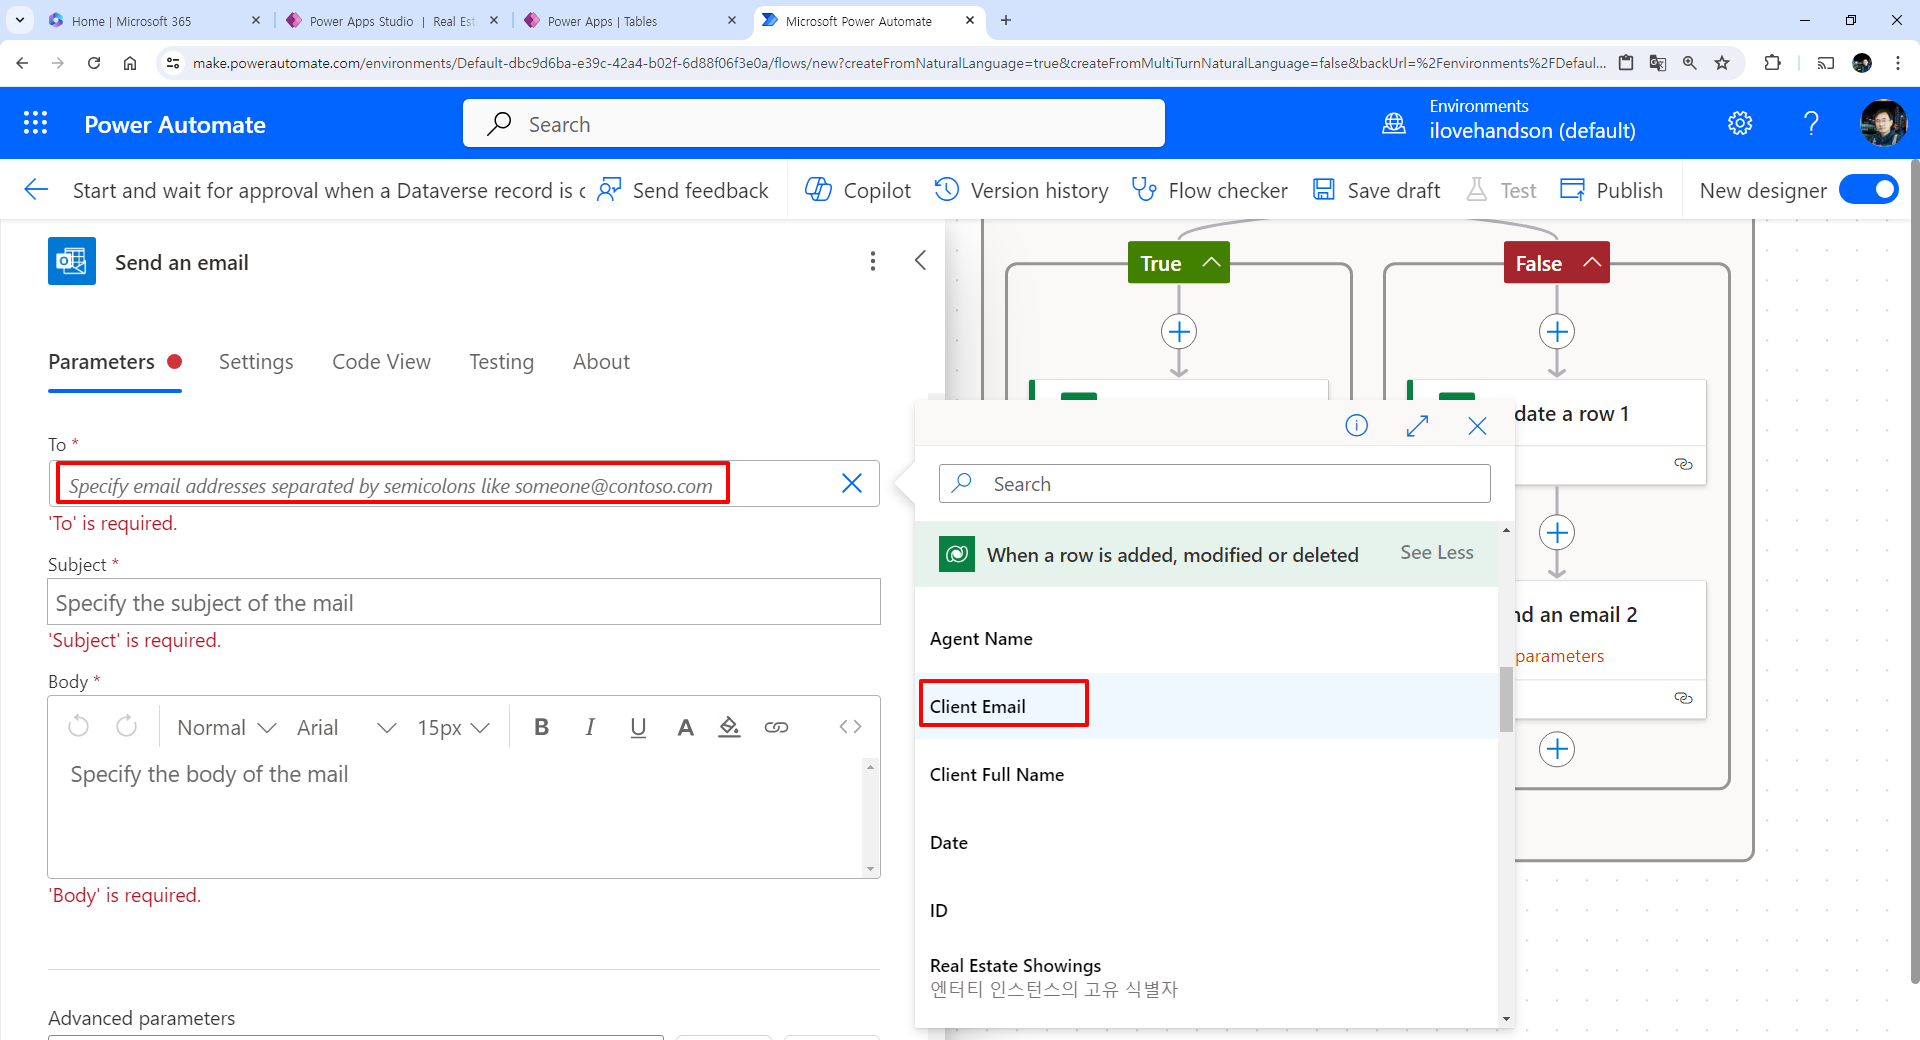 Home | Microsoft 365
Power Apps Studio | Real Est
Power Apps | Tables
Microsoft Power Automate
make.powerautomate.com/environments/Default-dbc9d6ba-e39c-42a4-b02f-6d88f06f3e0a/flows/new?createFromNaturalLanguage=true&createFromMultiTurnNaturalLanguage=false&backUrl=%2Fenvironments%2FDefaul...
Power Automate
Search
Environments
ilovehandson (default)
Start and wait for approval when a Dataverse record is c
Send feedback
Copilot
Version history
Flow checker
Save draft
Test
Publish
New designer
Send an email
Parameters
Settings
Code View
Testing
About
To *
Specify email addresses separated by semicolons like someone@contoso.com
'To' is required.
Subject *
Specify the subject of the mail
'Subject' is required.
Body *
Normal
Arial
15px
B
I
U
A
Specify the body of the mail
'Body' is required.
Advanced parameters
True
False
date a row 1
nd an email 2
parameters
Search
When a row is added, modified or deleted
See Less
Agent Name
Client Email
Client Full Name
Date
ID
Real Estate Showings
엔터티 인스턴스의 고유 식별자